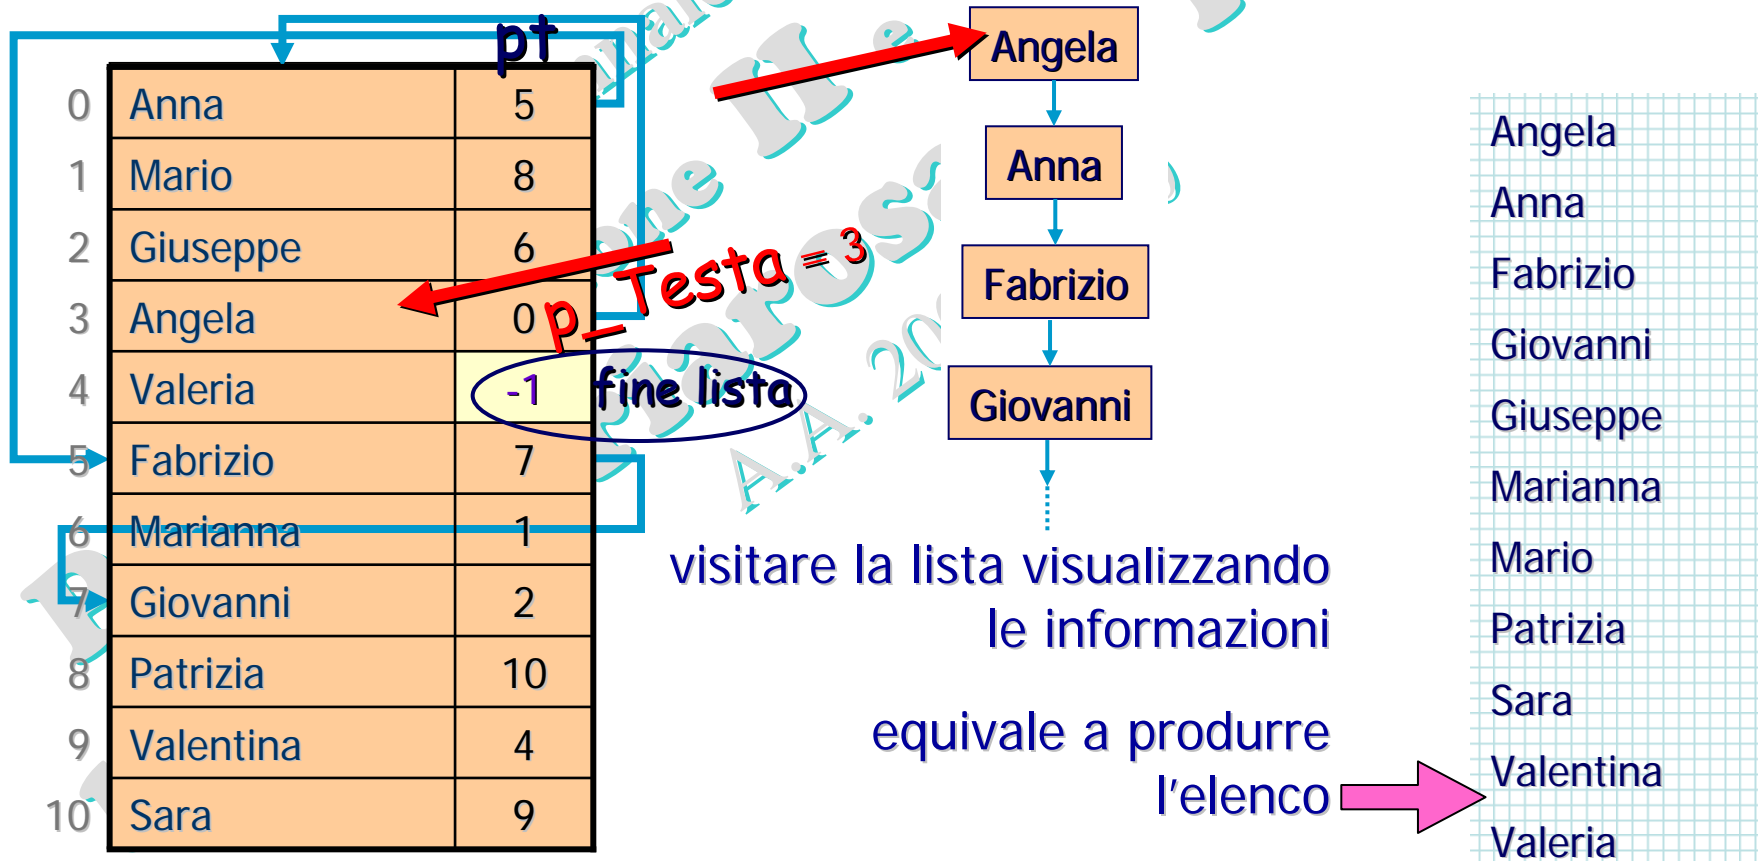 pt
0 Anna 5
1 Mario 8
2 Giuseppe 6
3 Angela 0
4 Valeria -1 fine lista
5 Fabrizio 7
6 Marianna 1
7 Giovanni 2
8 Patrizia 10
9 Valentina 4
10 Sara 9
p_Testa = 3
Angela
Anna
Fabrizio
Giovanni
visitare la lista visualizzando
le informazioni
equivale a produrre
l'elenco
Angela
Anna
Fabrizio
Giovanni
Giuseppe
Marianna
Mario
Patrizia
Sara
Valentina
Valeria
A.A.